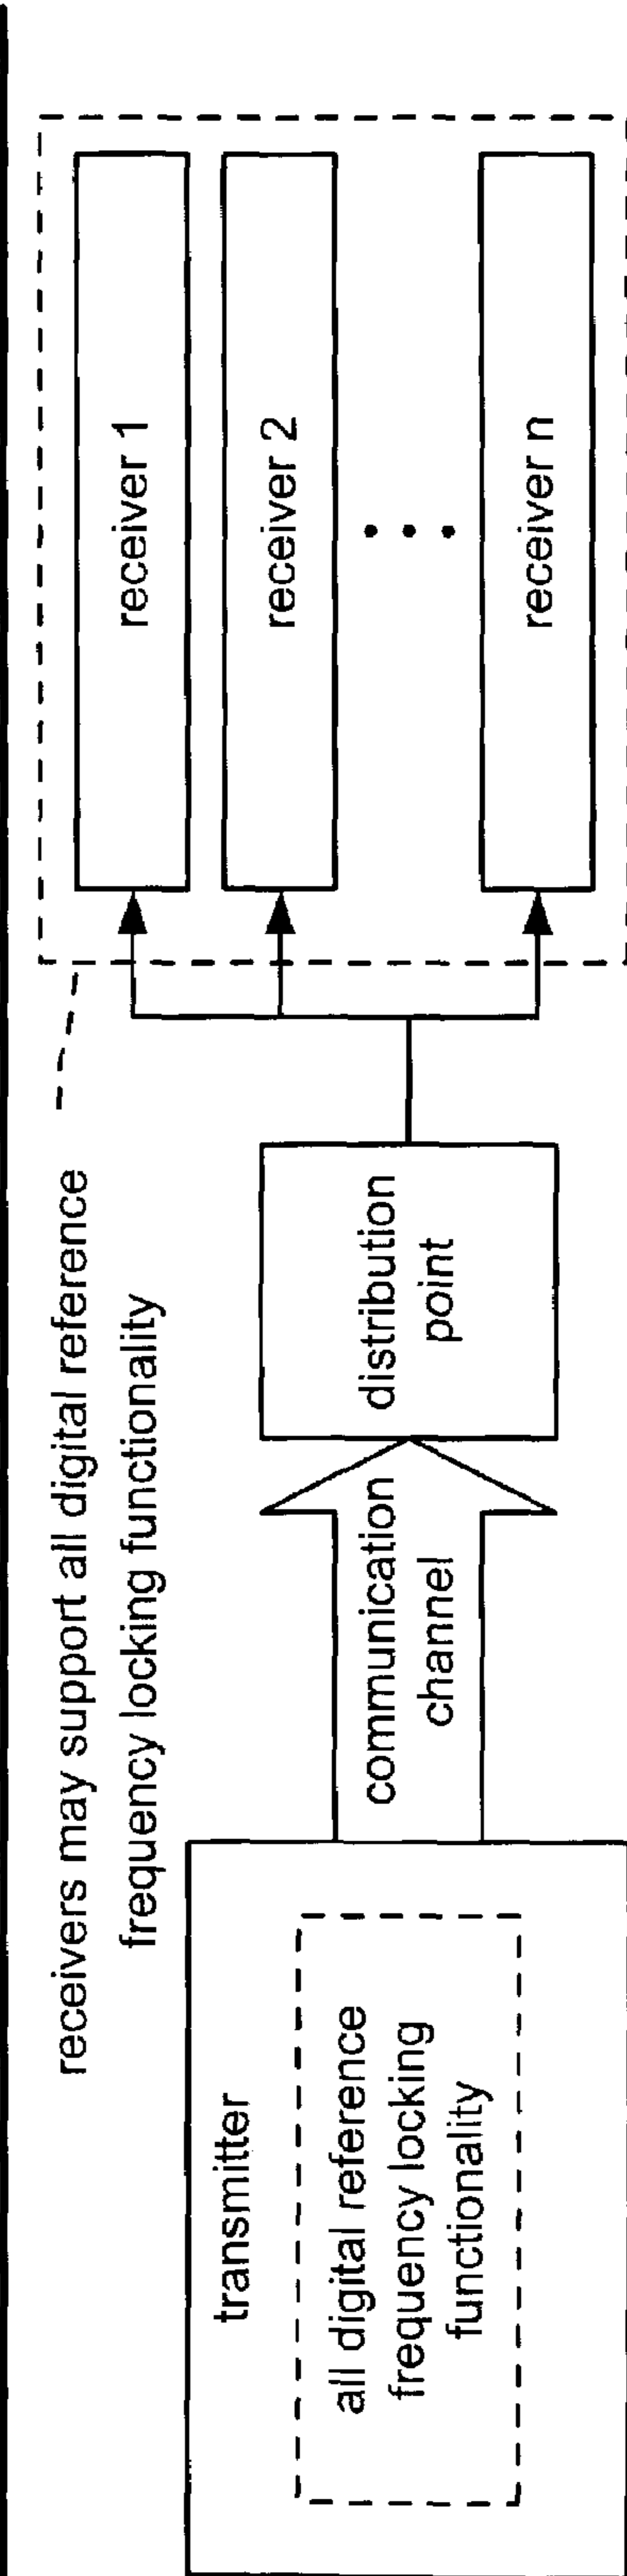 receivers may support all digital reference
frequency locking functionality
transmitter
all digital reference
frequency locking
functionality
communication
channel
distribution
point
receiver 1
receiver 2
receiver n